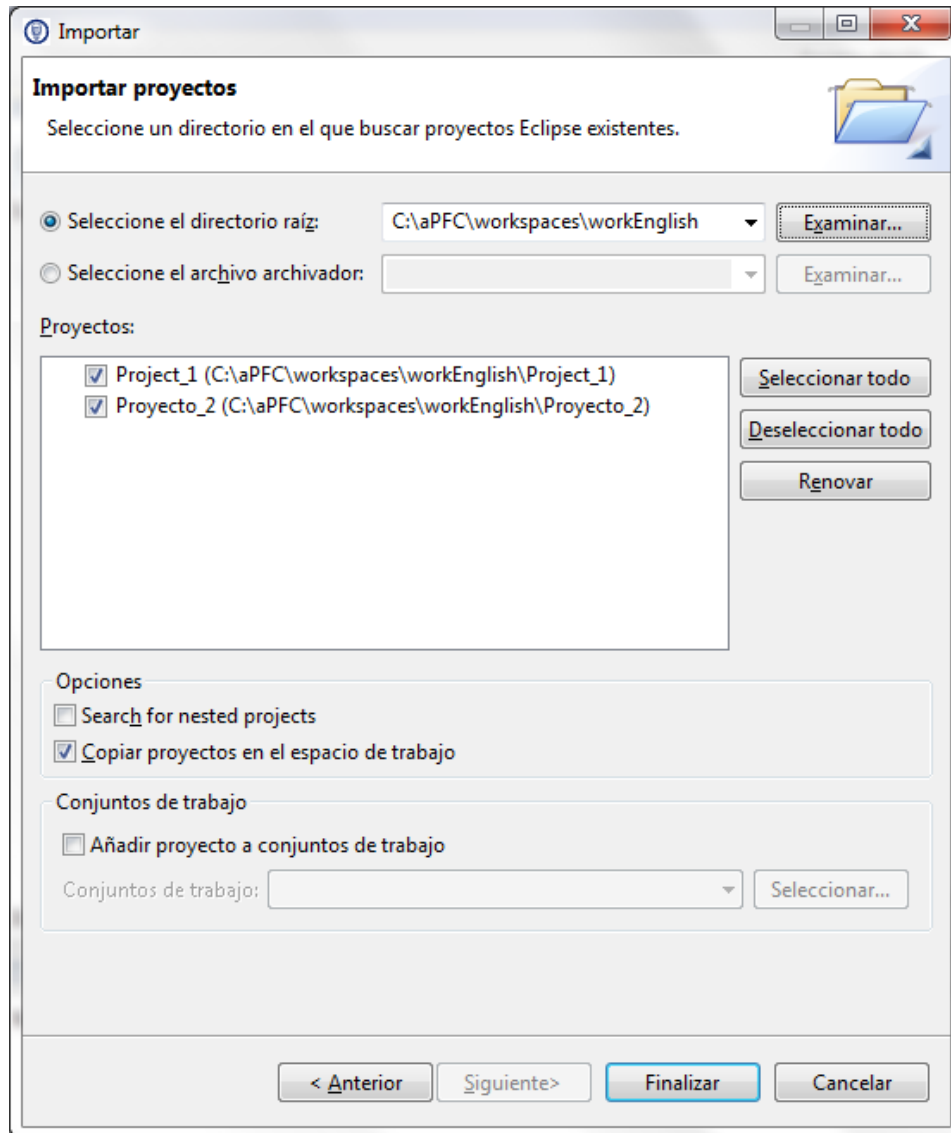 Importar
Importar proyectos
Seleccione un directorio en el que buscar proyectos Eclipse existentes.
Seleccione el directorio raíz: C:\aPFC\workspaces\workEnglish Examinar...
Seleccione el archivo archivador: Examinar...
Proyectos:
Project_1 (C:\aPFC\workspaces\workEnglish\Project_1) Seleccionar todo
Proyecto_2 (C:\aPFC\workspaces\workEnglish\Proyecto_2)
Deseleccionar todo
Renovar
Opciones
Search for nested projects
Copiar proyectos en el espacio de trabajo
Conjuntos de trabajo
Añadir proyecto a conjuntos de trabajo
Conjuntos de trabajo: Seleccionar...
< Anterior Siguiente> Finalizar Cancelar